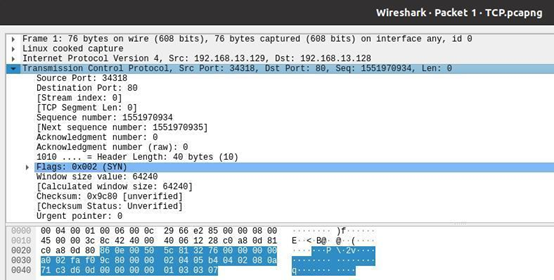 Wireshark · Packet 1 · TCP.pcapng
Frame 1: 76 bytes on wire (608 bits), 76 bytes captured (608 bits) on interface any, id 0
Linux cooked capture
Internet Protocol Version 4, Src: 192.168.13.129, Dst: 192.168.13.128
Transmission Control Protocol, Src Port: 34318, Dst Port: 80, Seq: 1551970934, Len: 0
Source Port: 34318
Destination Port: 80
[Stream index: 0]
[TCP Segment Len: 0]
Sequence number: 1551970934
[Next sequence number: 1551970935]
Acknowledgment number: 0
Acknowledgment number (raw): 0
1010 .... = Header Length: 40 bytes (10)
Flags: 0x002 (SYN)
Window size value: 64240
[Calculated window size: 64240]
Checksum: 0x9c80 [unverified]
[Checksum Status: Unverified]
Urgent pointer: 0
0000 00 04 00 01 00 06 00 0c 29 66 e2 85 00 00 08 00 ········ )f······
0010 45 00 00 3c 8c 42 40 00 40 06 12 28 c0 a8 0d 81 E··<·B@· @··(····
0020 c0 a8 0d 80 86 0e 00 50 5c 81 32 76 00 00 00 00 ·······P \·2v····
0030 a0 02 fa f0 9c 80 00 00 02 04 05 b4 04 02 08 0a ········ ········
0040 71 c3 d6 0d 00 00 00 00 01 03 03 07 q······· ····